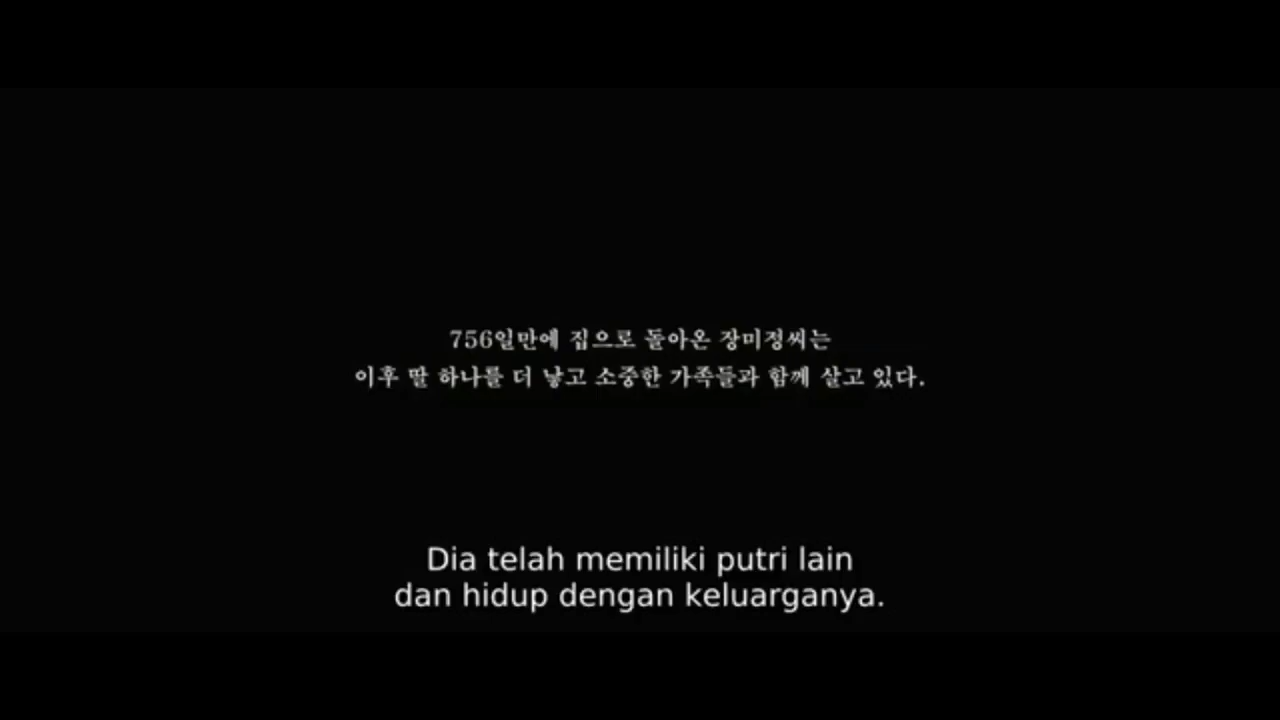 756일만에 집으로 돌아온 장미정씨는
이후 딸 하나를 더 낳고 소중한 가족들과 함께 살고 있다.
Dia telah memiliki putri lain
dan hidup dengan keluarganya.